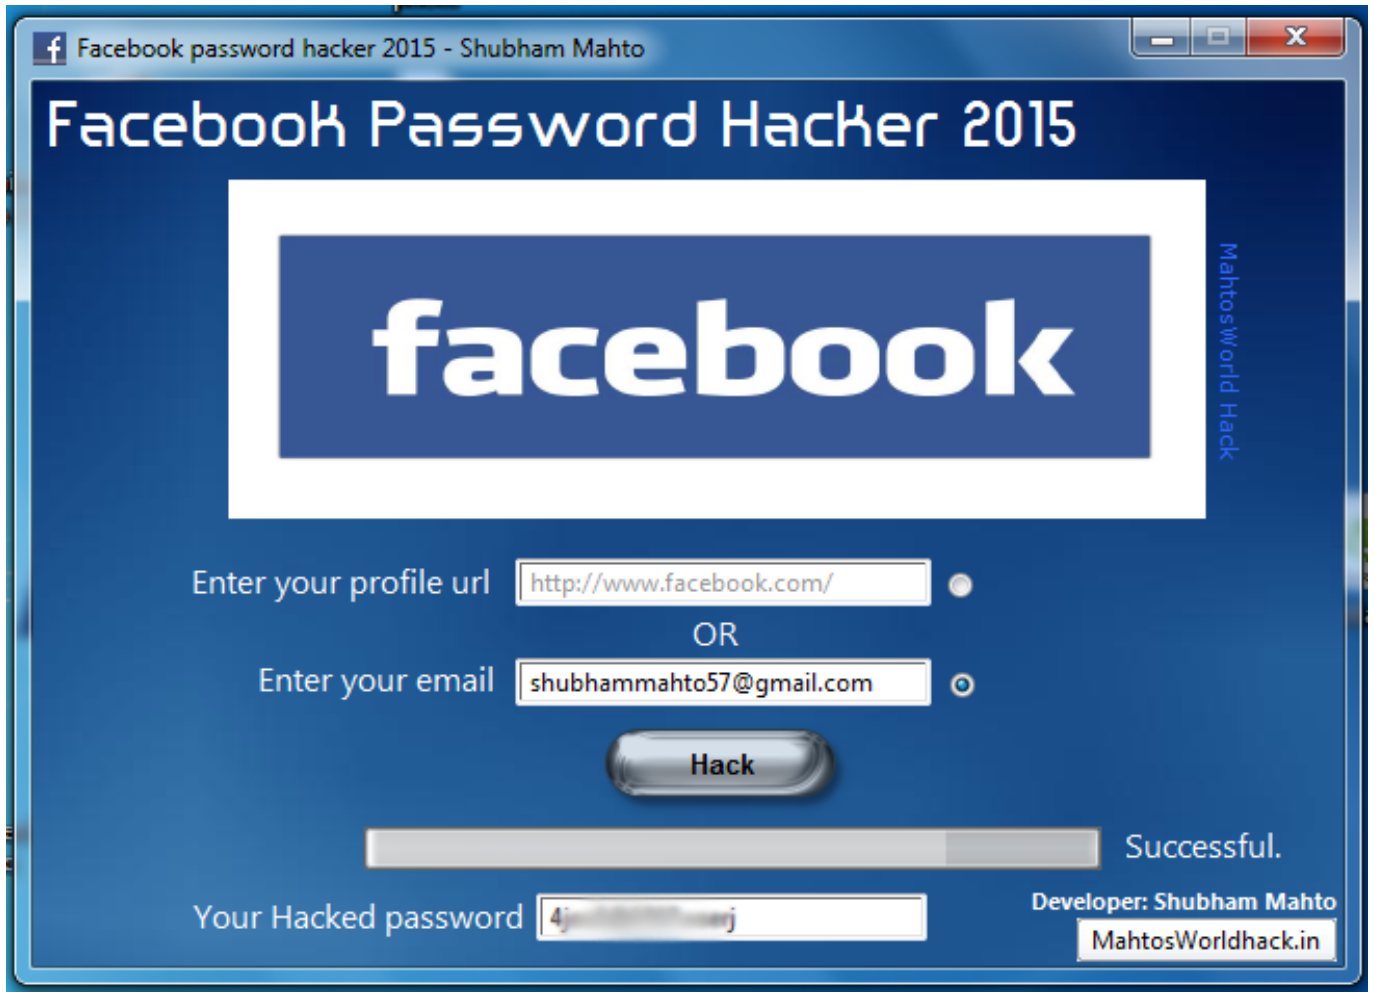 Facebook password hacker 2015 - Shubham Mahto
Facebook Password Hacker 2015
facebook
MahtosWorld Hack
Enter your profile url
http://www.facebook.com/
OR
Enter your email
shubhammahto57@gmail.com
Hack
Successful.
Your Hacked password
Developer: Shubham Mahto
MahtosWorldhack.in